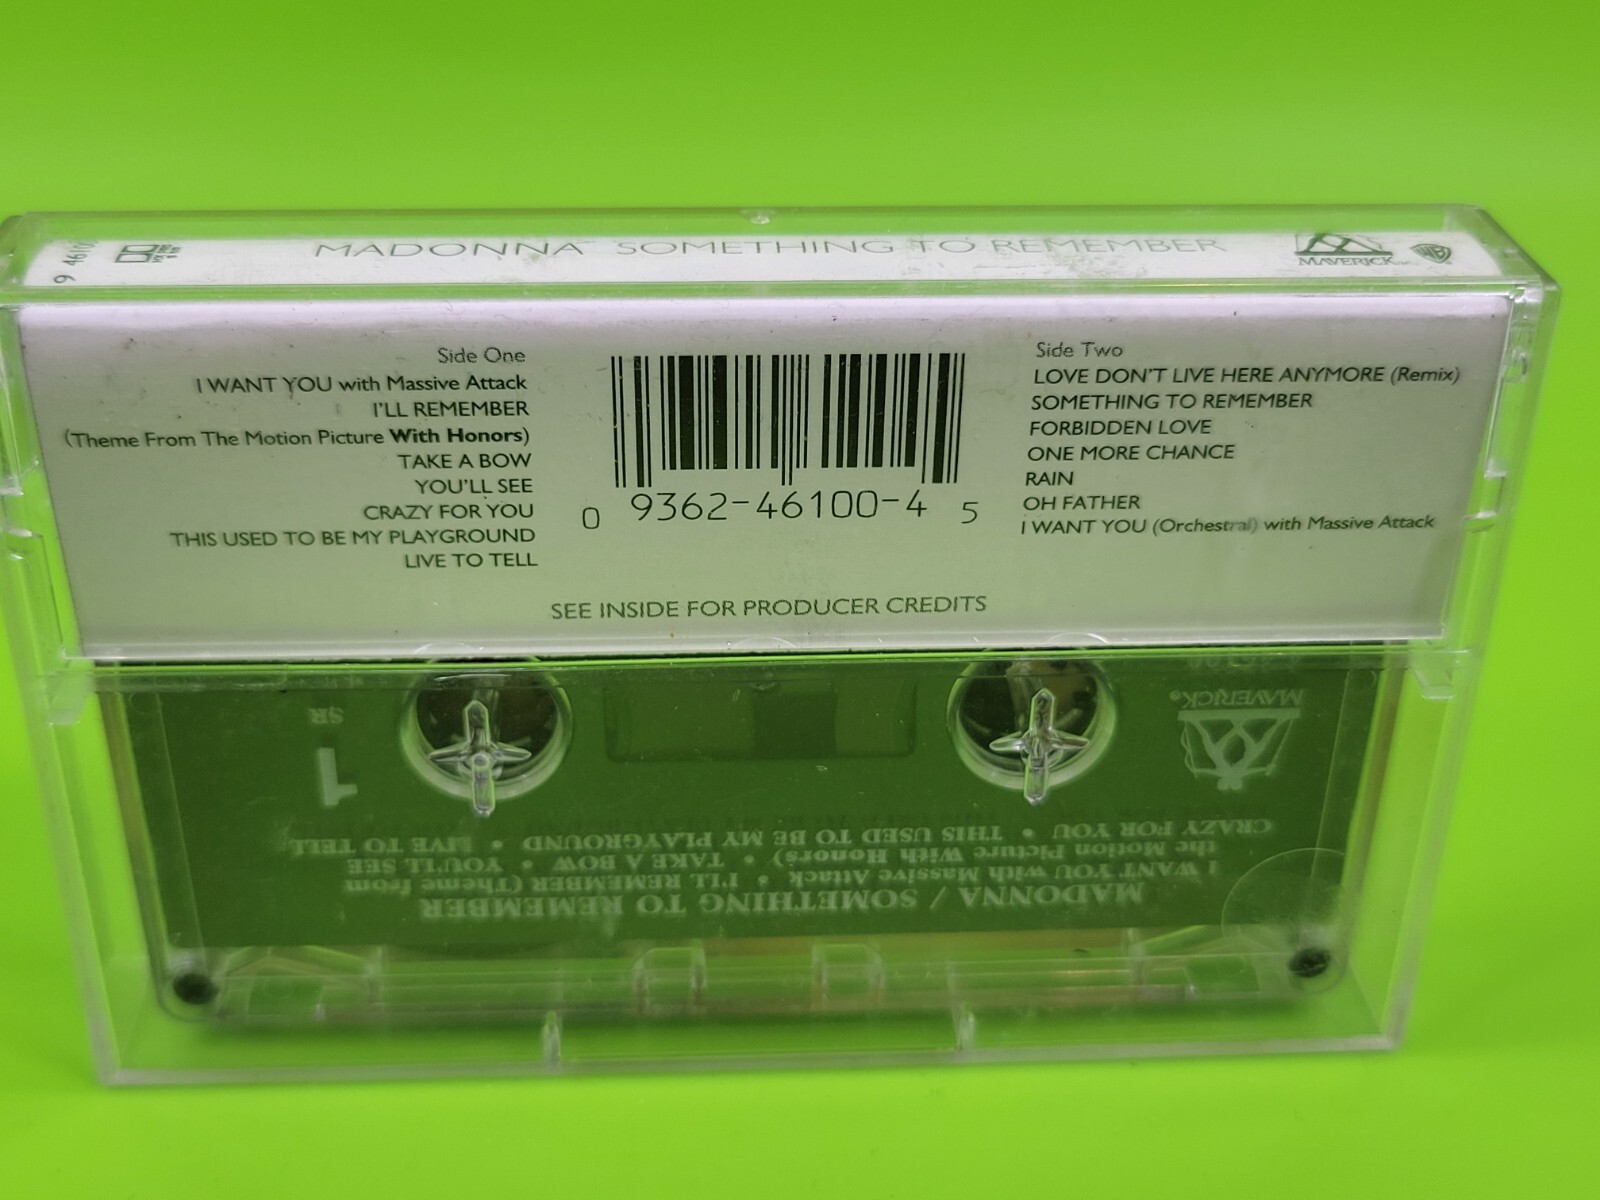 9 4610
MADONNA SOMETHING TO REMEMBER
MAVERICK
WB
Side One
I WANT YOU with Massive Attack
I'LL REMEMBER
(Theme From The Motion Picture With Honors)
TAKE A BOW
YOU'LL SEE
CRAZY FOR YOU
THIS USED TO BE MY PLAYGROUND
LIVE TO TELL
0 9362-46100-4 5
Side Two
LOVE DON'T LIVE HERE ANYMORE (Remix)
SOMETHING TO REMEMBER
FORBIDDEN LOVE
ONE MORE CHANCE
RAIN
OH FATHER
I WANT YOU (Orchestral) with Massive Attack
SEE INSIDE FOR PRODUCER CREDITS
MADONNA / SOMETHING TO REMEMBER
I WANT YOU with Massive Attack • I'LL REMEMBER (Theme from
the Motion Picture With Honors) • TAKE A BOW • YOU'LL SEE
CRAZY FOR YOU • THIS USED TO BE MY PLAYGROUND • LIVE TO TELL
1
SR
MAVERICK®